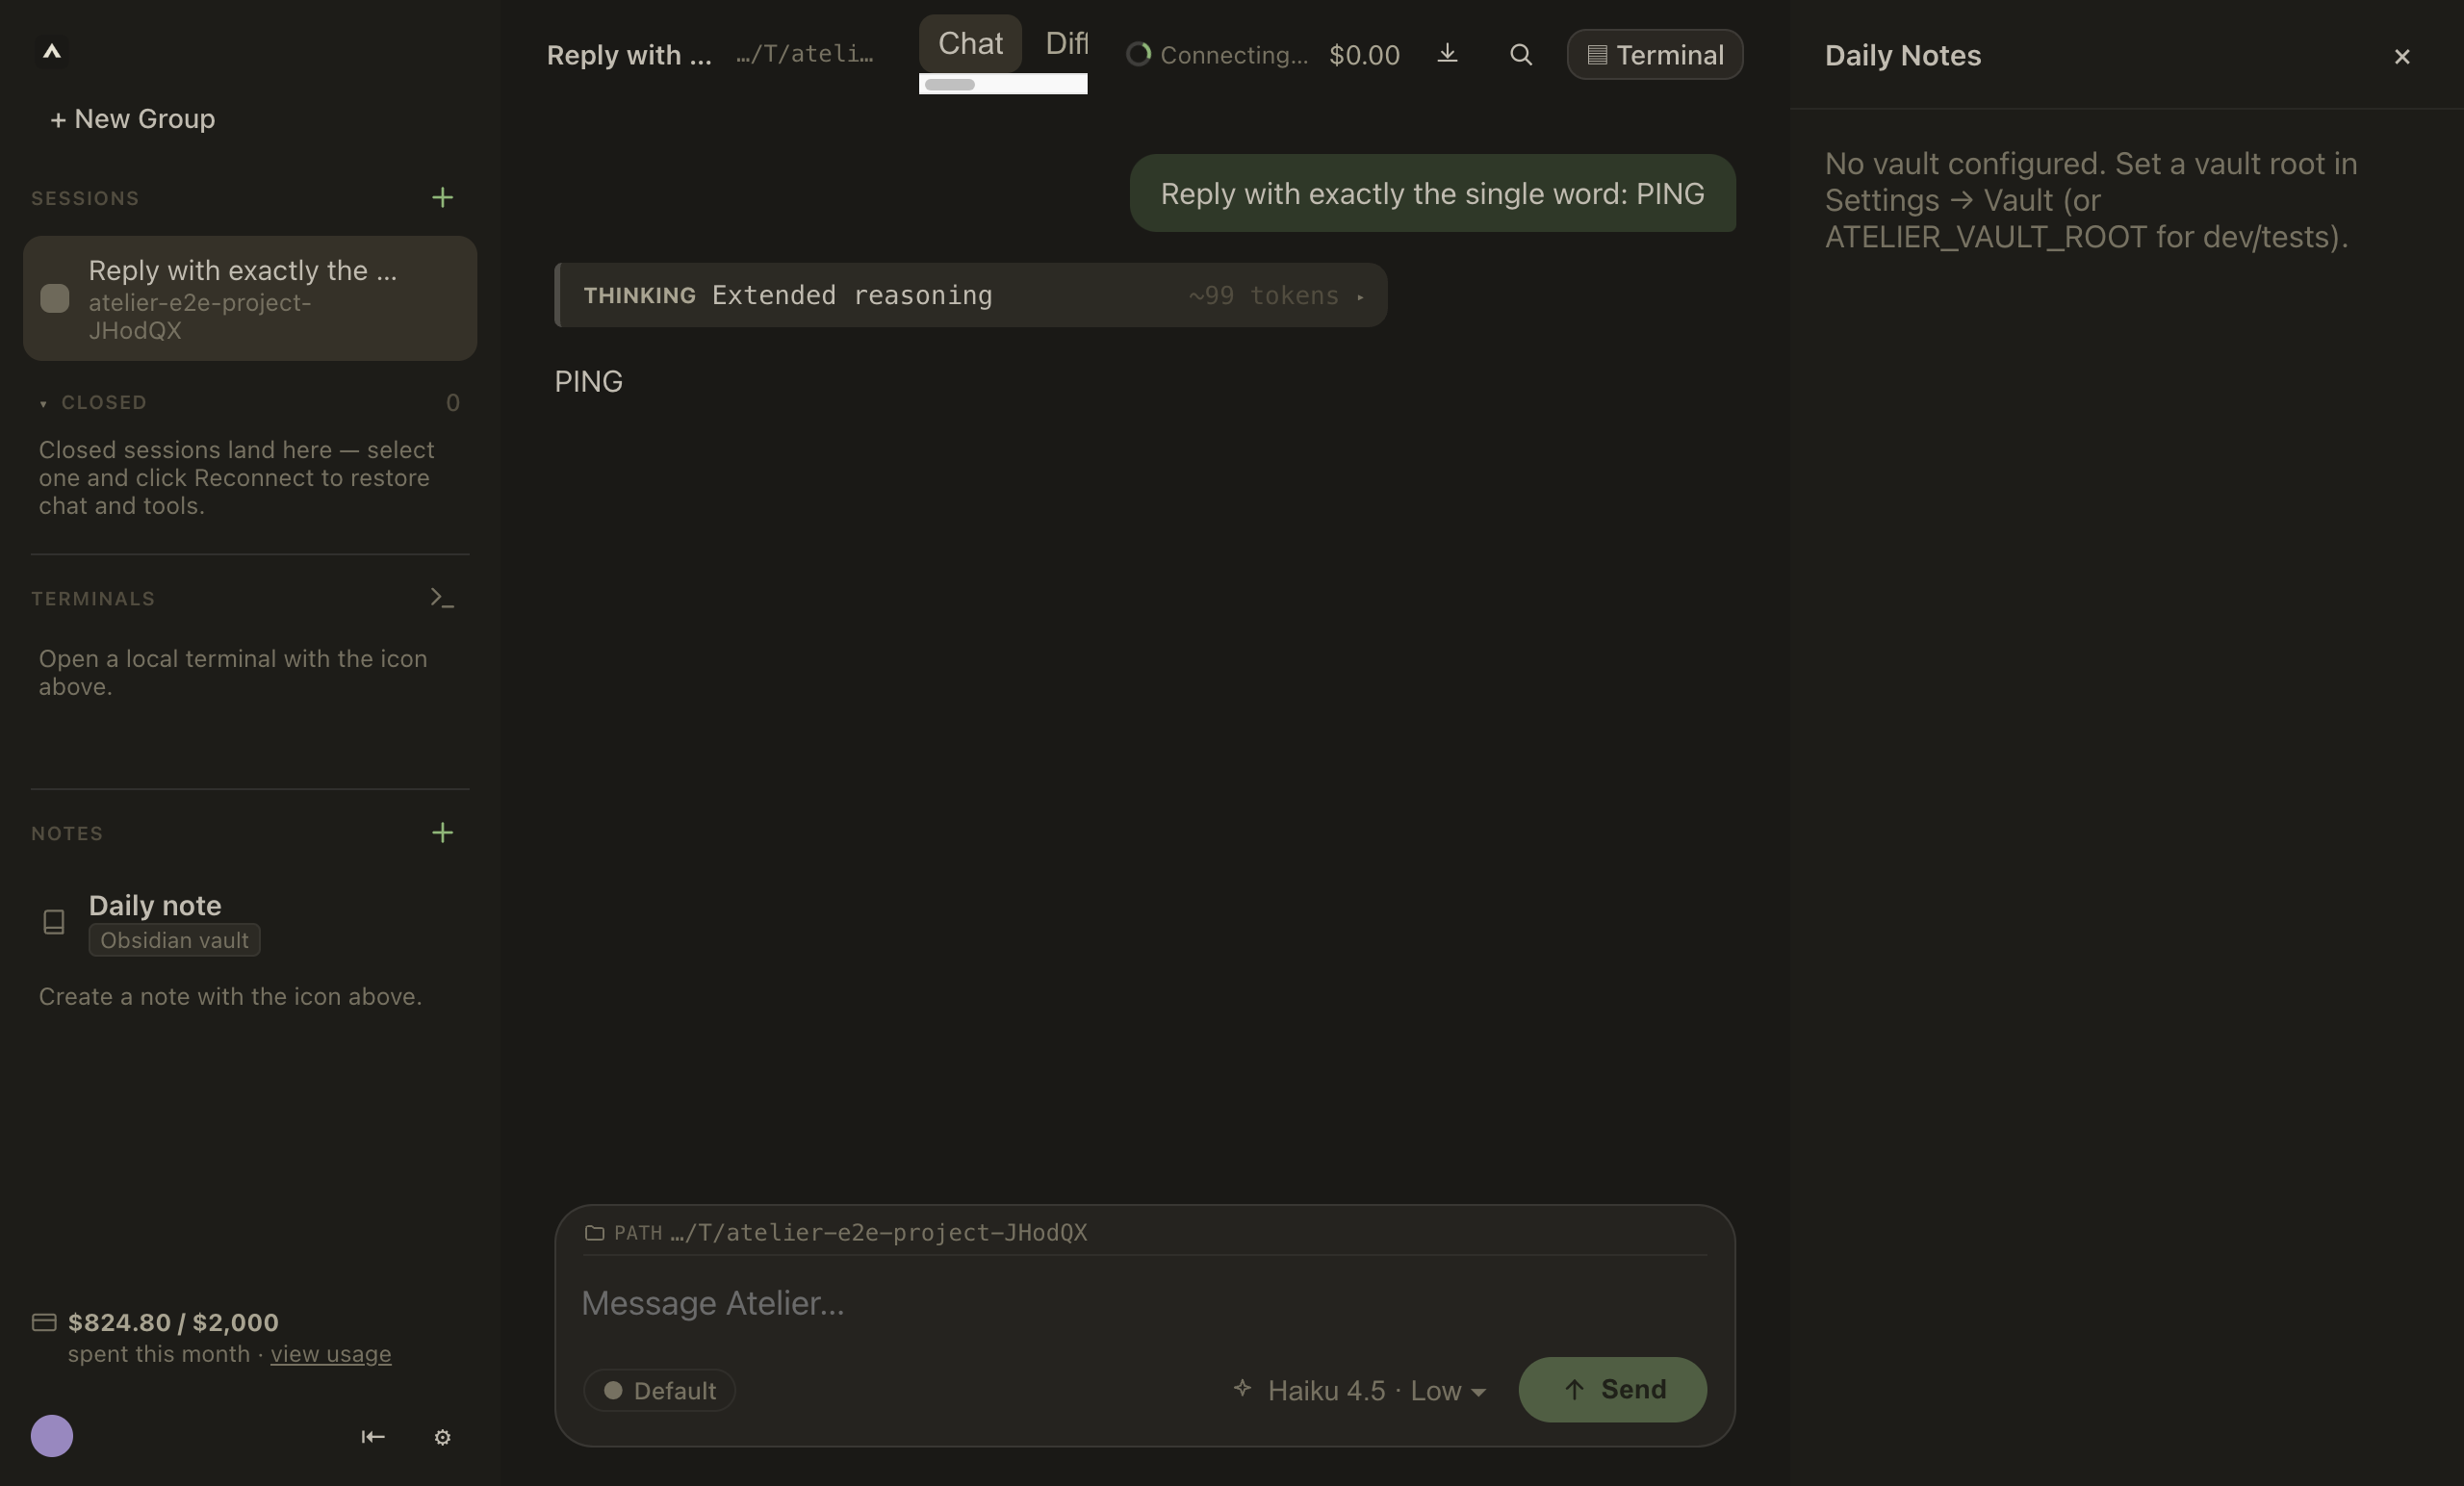 + New Group
SESSIONS
Reply with exactly the ...
atelier-e2e-project-
JHodQX
CLOSED 0
Closed sessions land here — select
one and click Reconnect to restore
chat and tools.
TERMINALS
Open a local terminal with the icon
above.
NOTES
Daily note
Obsidian vault
Create a note with the icon above.
$824.80 / $2,000
spent this month · view usage
Reply with ... …/T/ateli… Chat Diff Connecting... $0.00 Terminal
Reply with exactly the single word: PING
THINKING Extended reasoning ~99 tokens
PING
PATH …/T/atelier-e2e-project-JHodQX
Message Atelier...
Default Haiku 4.5 · Low Send
Daily Notes
No vault configured. Set a vault root in
Settings → Vault (or
ATELIER_VAULT_ROOT for dev/tests).